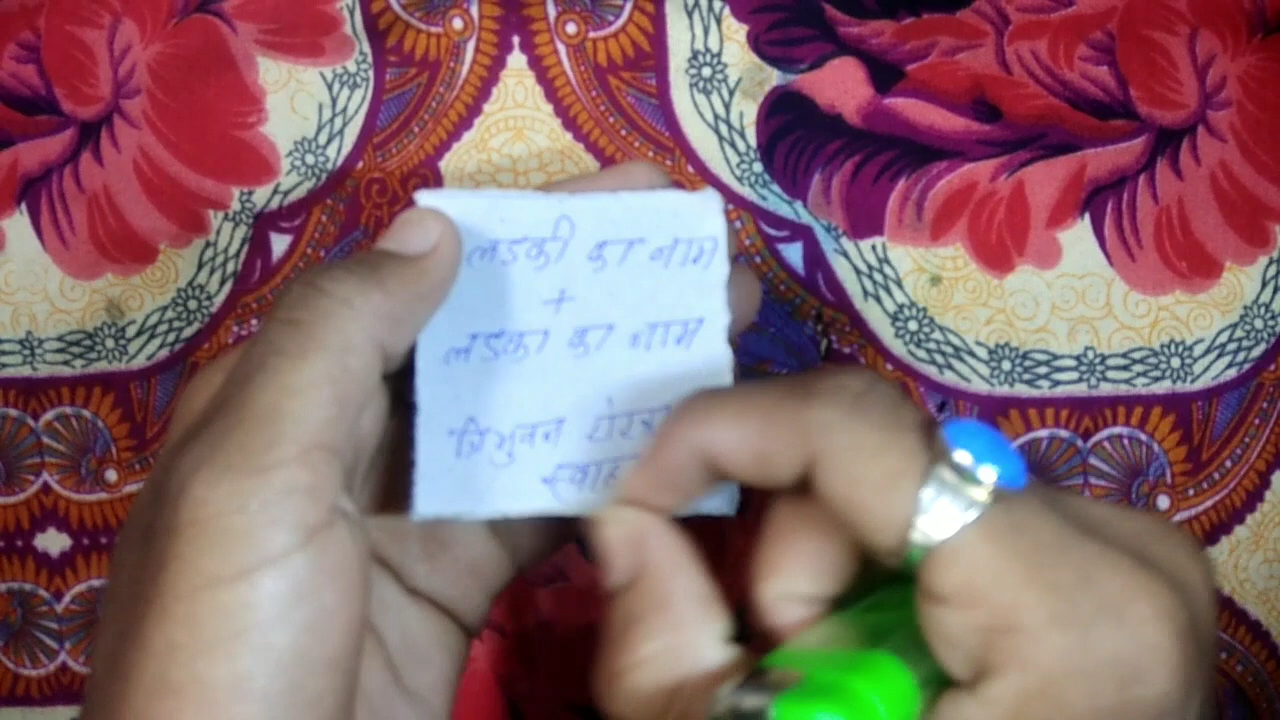 लडकी का नाम
+
लडका का नाम
त्रिभुवन